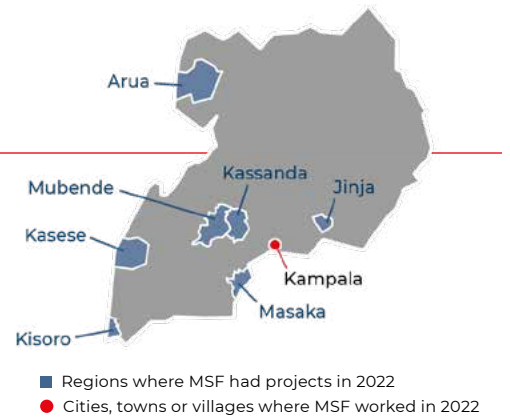 Arua
Kassanda
Mubende
Jinja
Kasese
Kampala
Masaka
Kisoro
Regions where MSF had projects in 2022
Cities, towns or villages where MSF worked in 2022